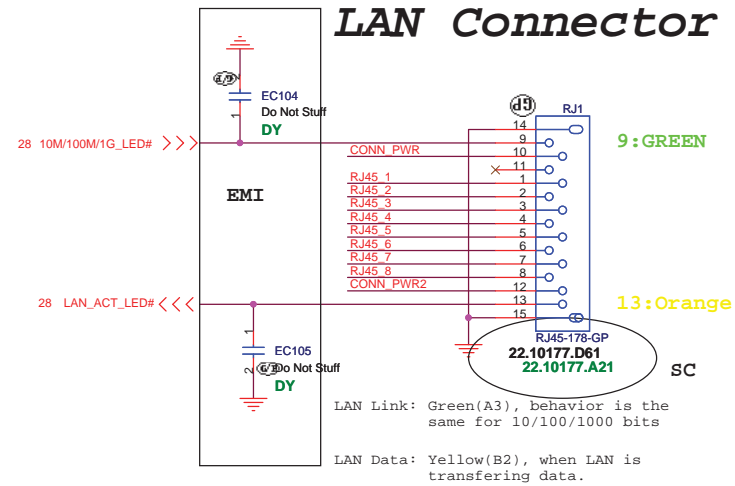 LAN Connector
EC104
Do Not Stuff
DY
1
28 10M/100M/1G_LED#
EMI
GP
RJ1
14
9
CONN_PWR 10
11
RJ45_1 1
RJ45_2 2
RJ45_3 3
RJ45_4 4
RJ45_5 5
RJ45_6 6
RJ45_7 7
RJ45_8 8
CONN_PWR2 12
13
15
9:GREEN
13:Orange
28 LAN_ACT_LED#
1
EC105
2
Do Not Stuff
DY
RJ45-178-GP
22.10177.D61
22.10177.A21
SC
LAN Link: Green(A3), behavior is the
same for 10/100/1000 bits
LAN Data: Yellow(B2), when LAN is
transfering data.